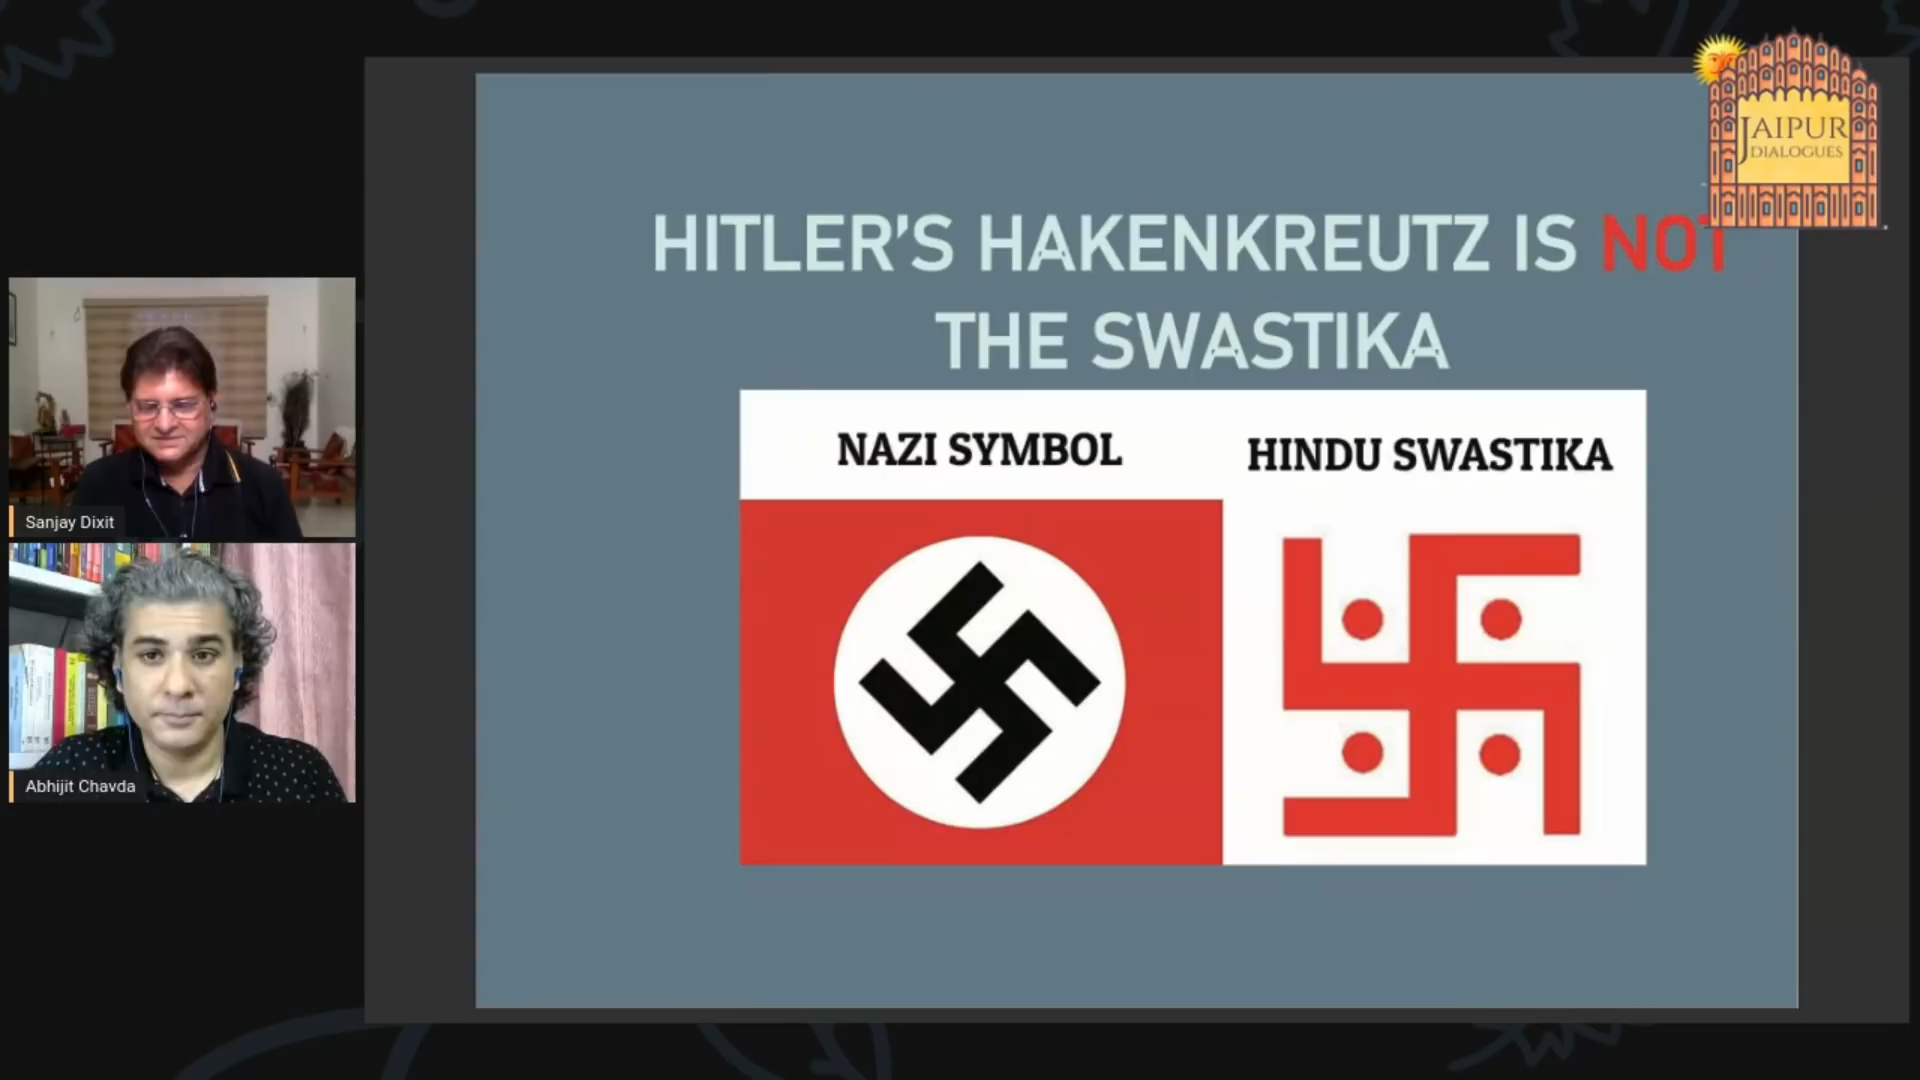 JAIPUR
DIALOGUES
HITLER'S HAKENKREUTZ IS NOT
THE SWASTIKA
NAZI SYMBOL
HINDU SWASTIKA
Sanjay Dixit
Abhijit Chavda